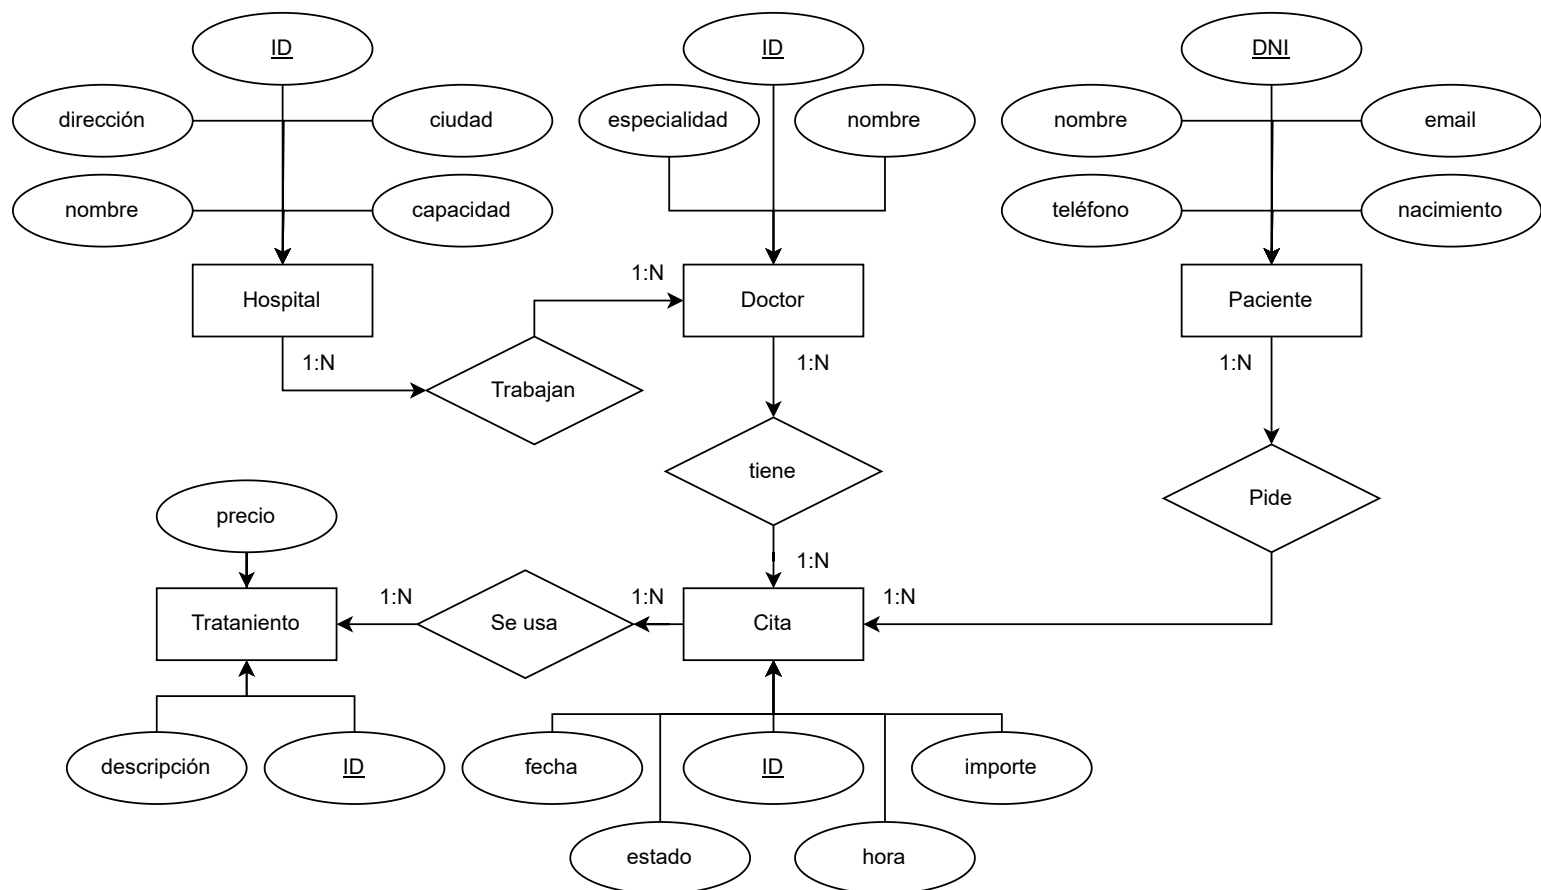 ID
ID
DNI
dirección
ciudad
especialidad
nombre
nombre
email
nombre
capacidad
teléfono
nacimiento
1:N
Hospital
Doctor
Paciente
1:N
1:N
1:N
Trabajan
tiene
Pide
precio
1:N
1:N
1:N
1:N
Trataniento
Se usa
Cita
descripción
ID
fecha
ID
importe
estado
hora